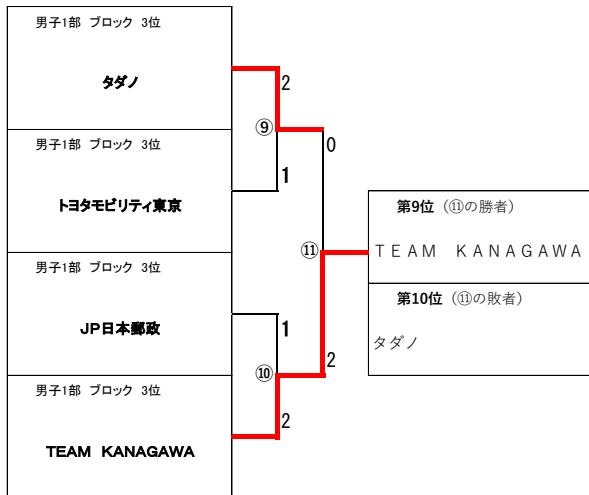 男子1部 ブロック 3位
タダノ
2
⑨
0
男子1部 ブロック 3位
1
トヨタモビリティ東京
第9位（⑪の勝者）
⑪
TEAM KANAGAWA
男子1部 ブロック 3位
第10位（⑪の敗者）
JP日本郵政
1
タダノ
2
⑩
男子1部 ブロック 3位
2
TEAM KANAGAWA